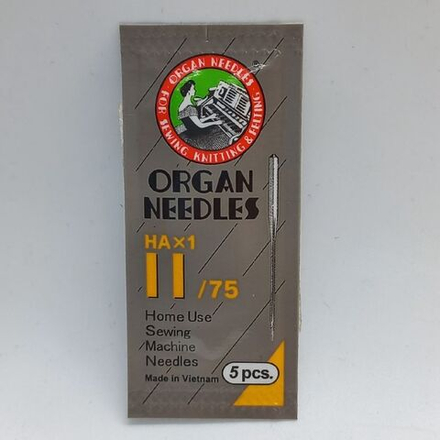 ORGAN NEEDLES
FOR SEWING KNITTING & FELTING
ORGAN
NEEDLES
HA×1
11/75
Home Use
Sewing
Machine
Needles
Made in Vietnam
5 pcs.